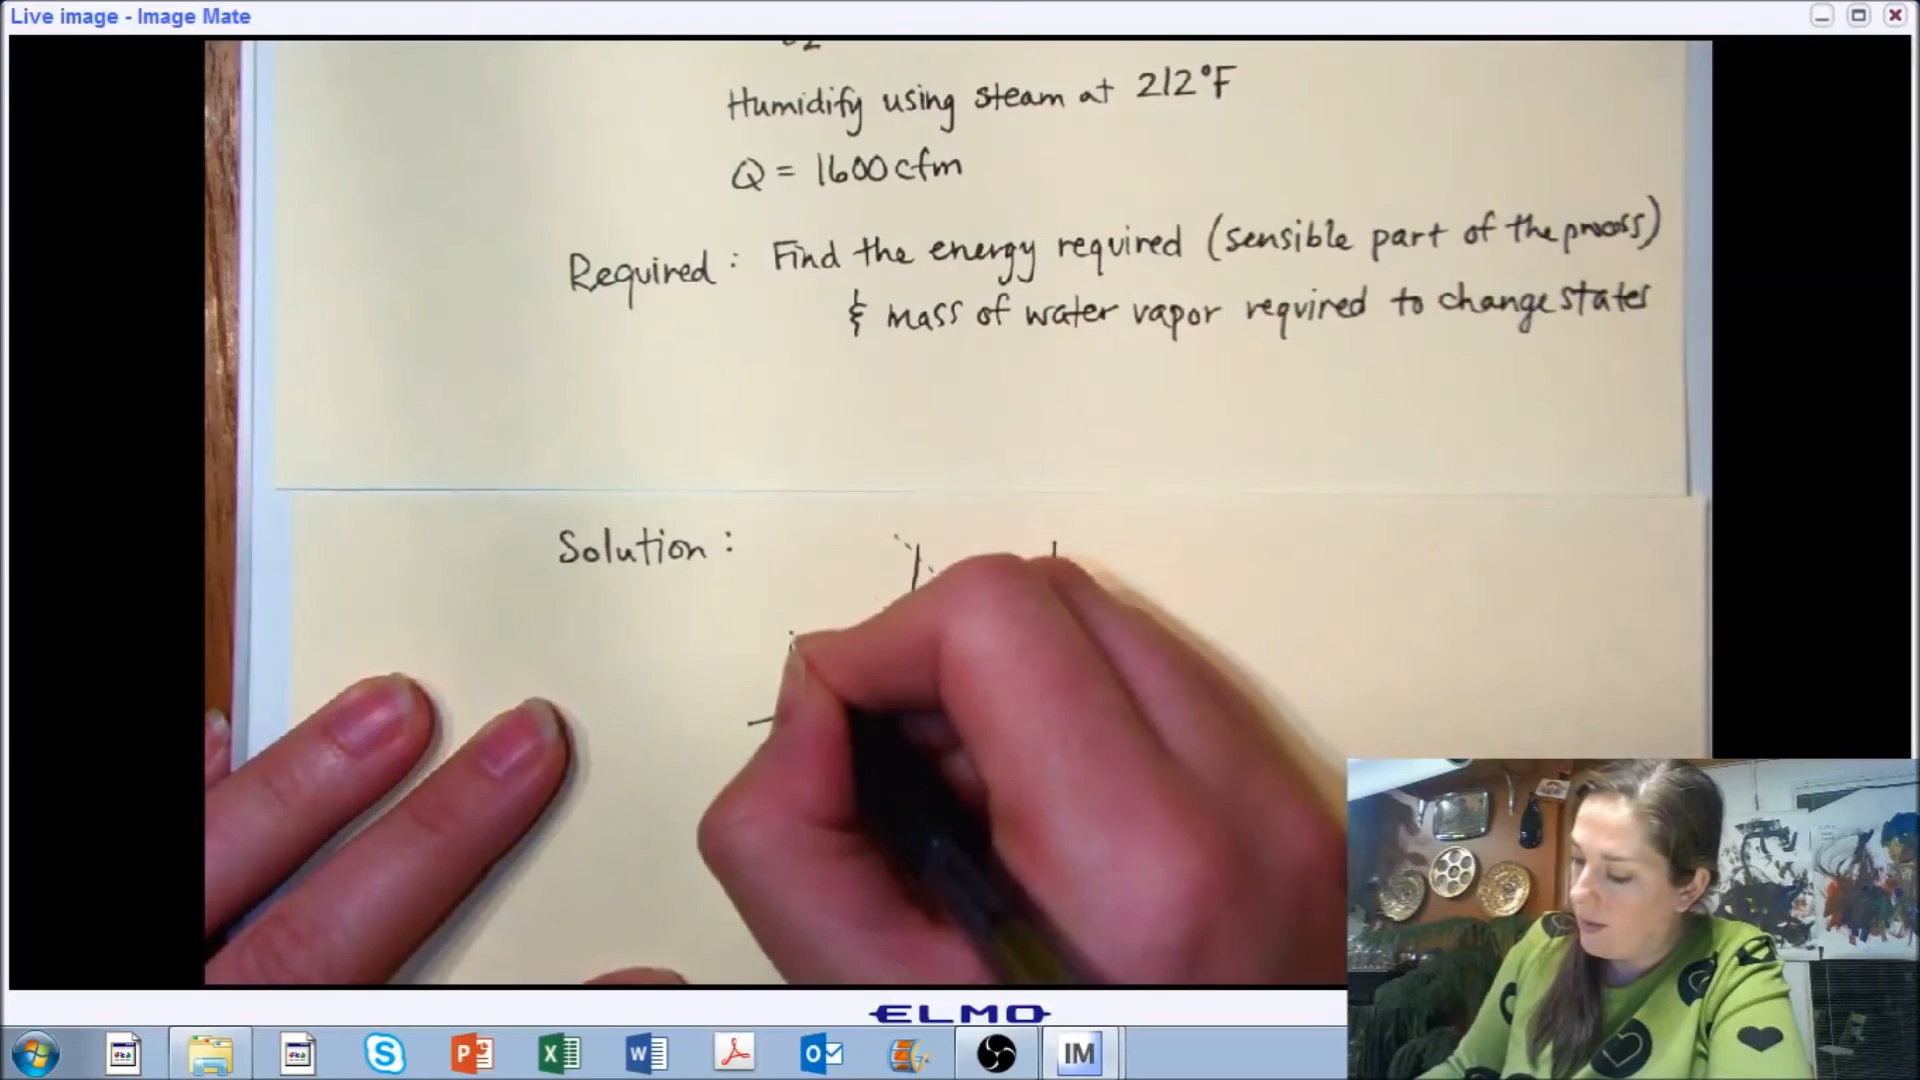 Live image - Image Mate
Humidify using steam at 212°F
Q = 1600 cfm
Required: Find the energy required (sensible part of the process)
& mass of water vapor required to change states
Solution:
ELMO
IM